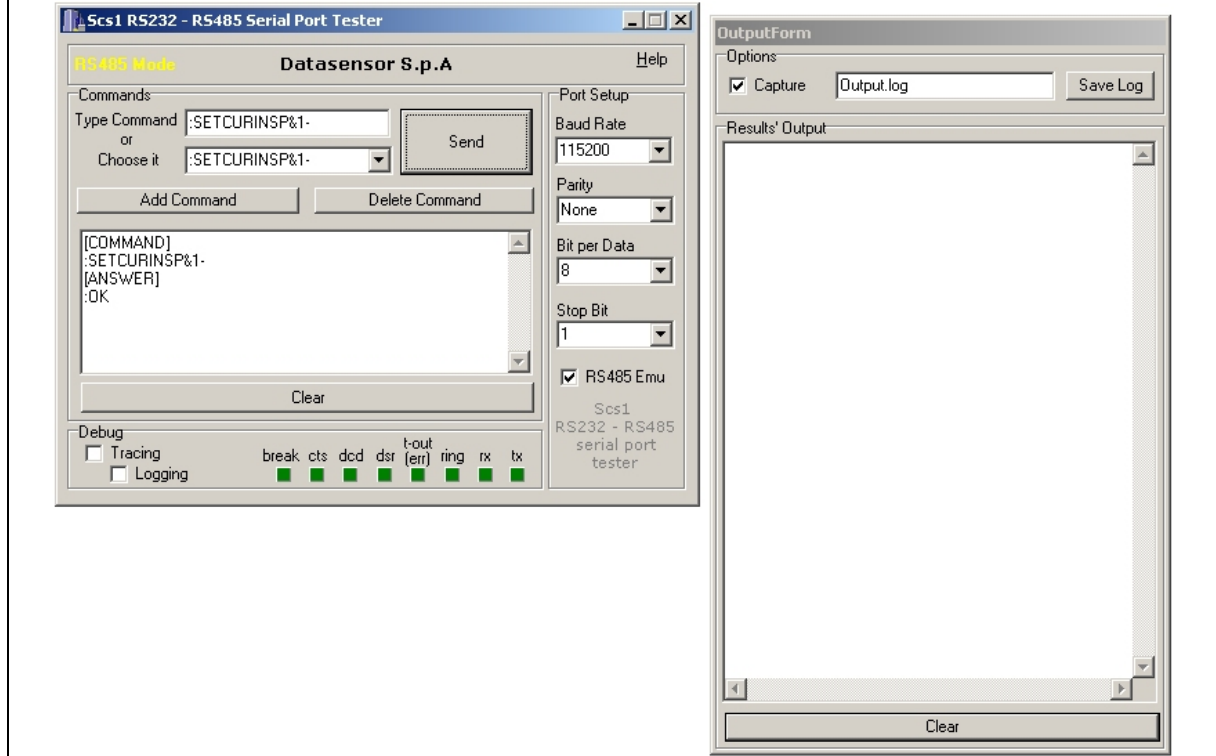 Scs1 RS232 - RS485 Serial Port Tester
RS485 Mode
Datasensor S.p.A
Help
Commands
Type Command
or
Choose it
:SETCURINSP&1-
:SETCURINSP&1-
Send
Add Command
Delete Command
[COMMAND]
:SETCURINSP&1-
[ANSWER]
:OK
Clear
Debug
Tracing
Logging
break cts dcd dsr t-out (err) ring rx tx
Port Setup
Baud Rate
115200
Parity
None
Bit per Data
8
Stop Bit
1
RS485 Emu
Scs1
RS232 - RS485
serial port
tester
OutputForm
Options
Capture
Output.log
Save Log
Results' Output
Clear